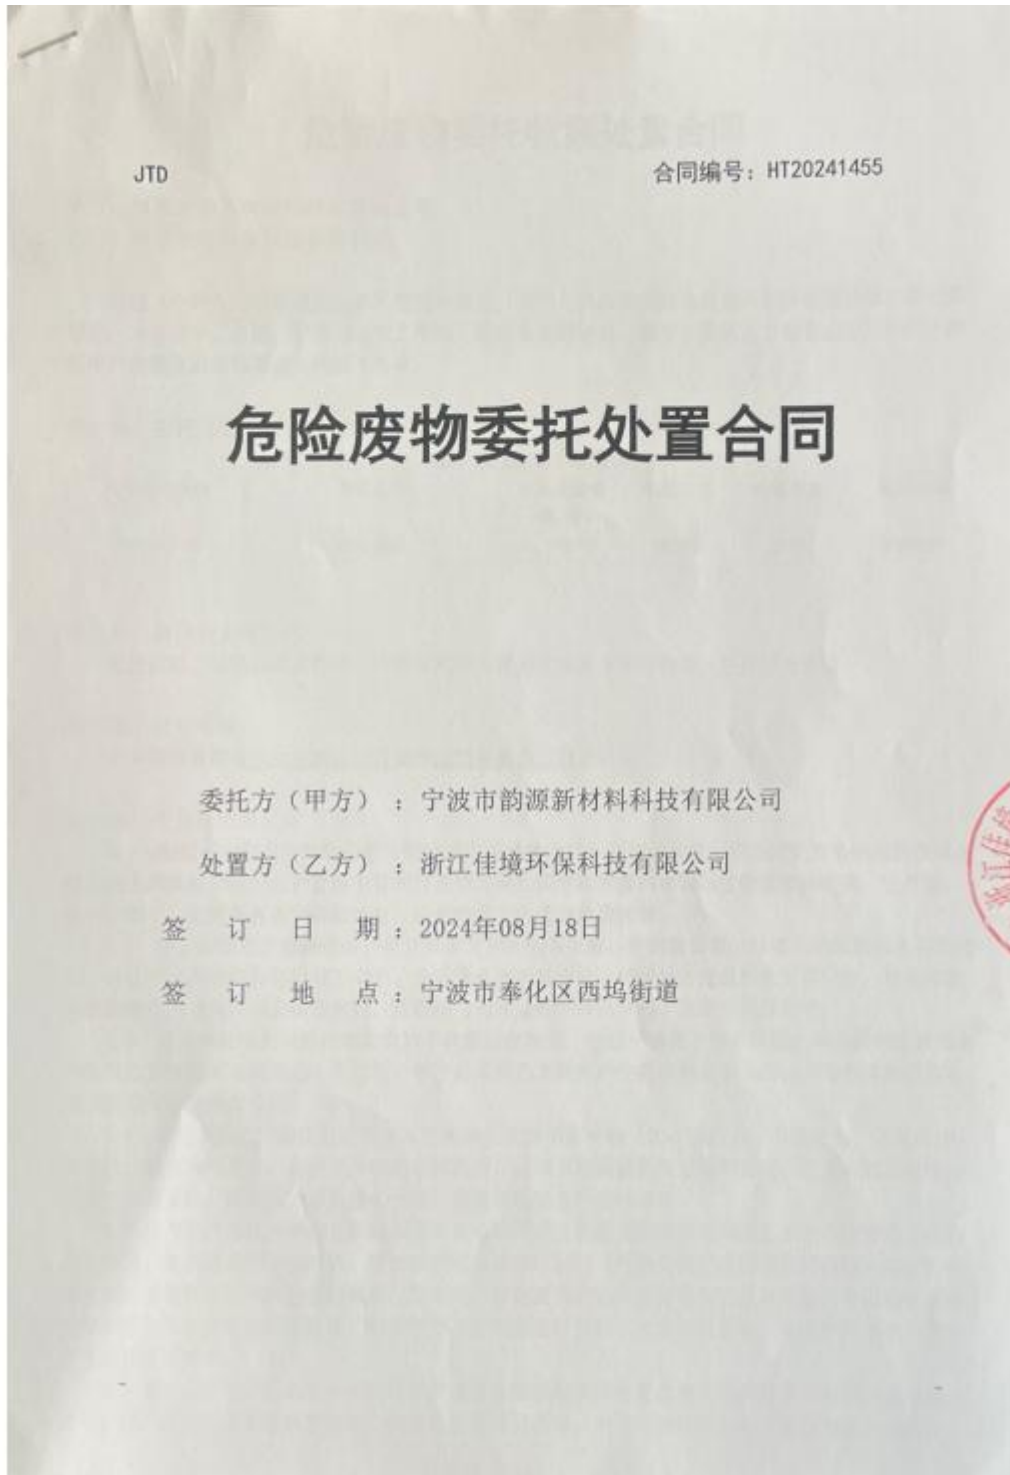 JTD
合同编号：HT20241455
危险废物委托处置合同
委托方（甲方）：宁波市韵源新材料科技有限公司
处置方（乙方）：浙江佳境环保科技有限公司
签订日期：2024年08月18日
签订地点：宁波市奉化区西坞街道
浙江佳境